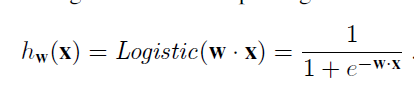 h_w(x) = Logistic(w · x) = 1 / (1 + e^{−w·x}) .